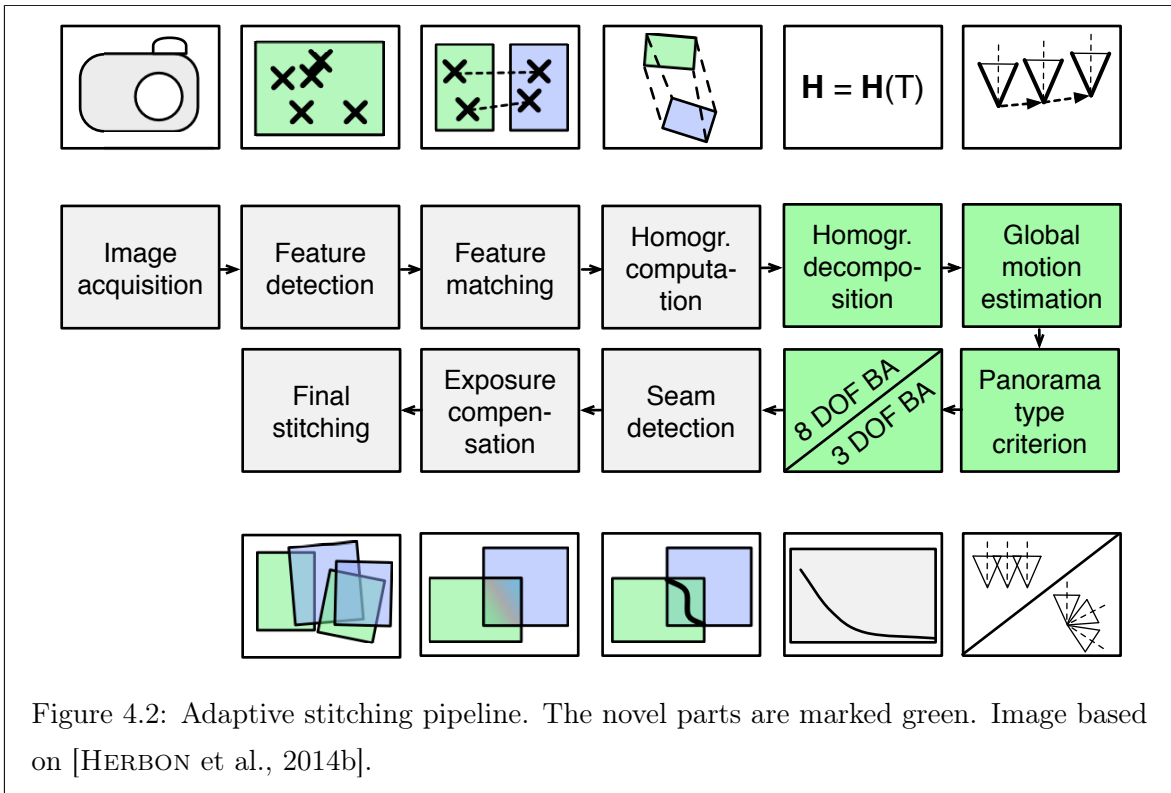 H = H(T)
Image
acquisition
Feature
detection
Feature
matching
Homogr.
computa-
tion
Homogr.
decompo-
sition
Global
motion
estimation
Final
stitching
Exposure
compen-
sation
Seam
detection
8 DOF BA
3 DOF BA
Panorama
type
criterion
Figure 4.2: Adaptive stitching pipeline. The novel parts are marked green. Image based
on [HERBON et al., 2014b].